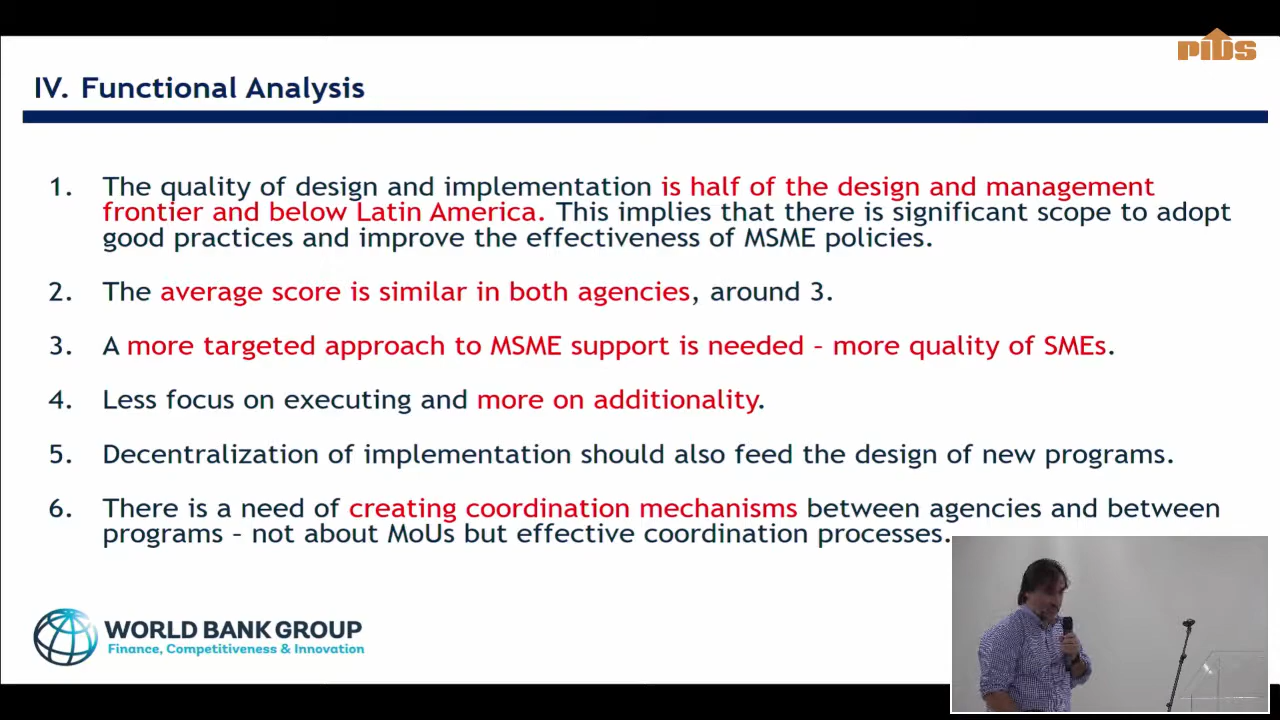 PIDS
IV. Functional Analysis
1. The quality of design and implementation is half of the design and management
frontier and below Latin America. This implies that there is significant scope to adopt
good practices and improve the effectiveness of MSME policies.
2. The average score is similar in both agencies, around 3.
3. A more targeted approach to MSME support is needed – more quality of SMEs.
4. Less focus on executing and more on additionality.
5. Decentralization of implementation should also feed the design of new programs.
6. There is a need of creating coordination mechanisms between agencies and between
programs – not about MoUs but effective coordination processes.
WORLD BANK GROUP
Finance, Competitiveness & Innovation